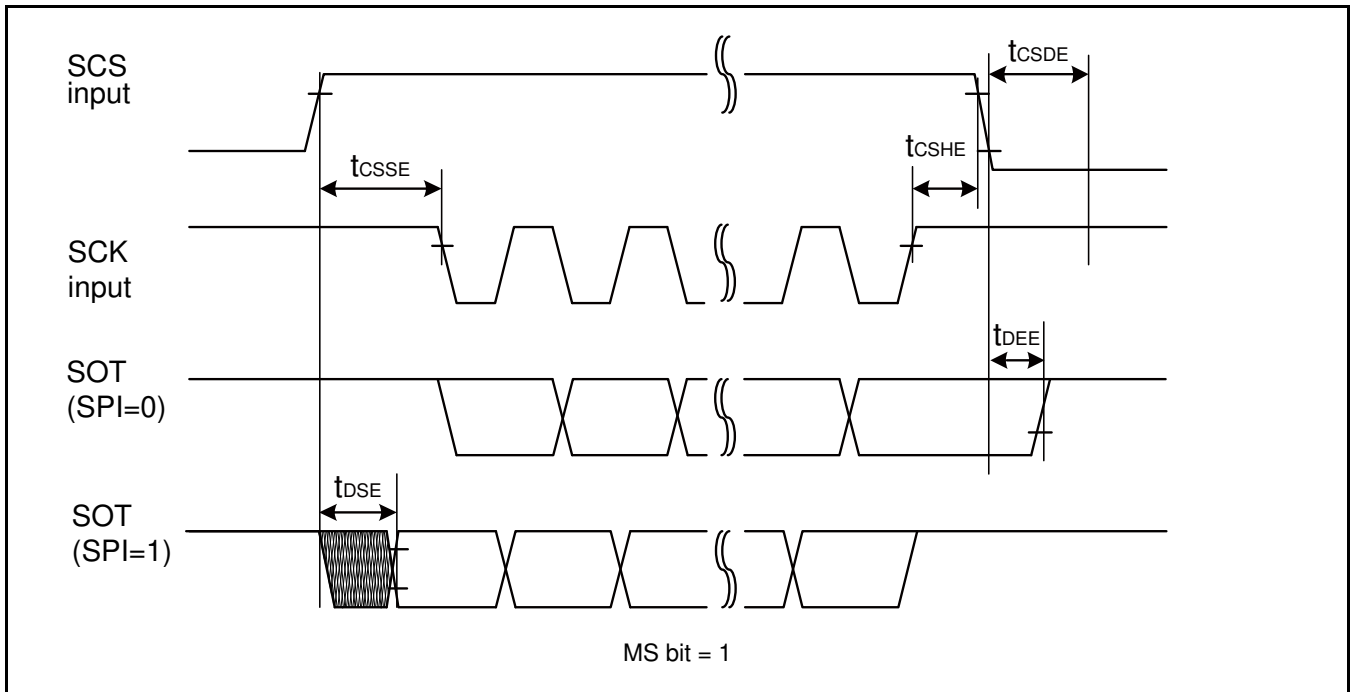 SCS
input
tCSDE
tCSHE
tCSSE
SCK
input
tDEE
SOT
(SPI=0)
tDSE
SOT
(SPI=1)
MS bit = 1